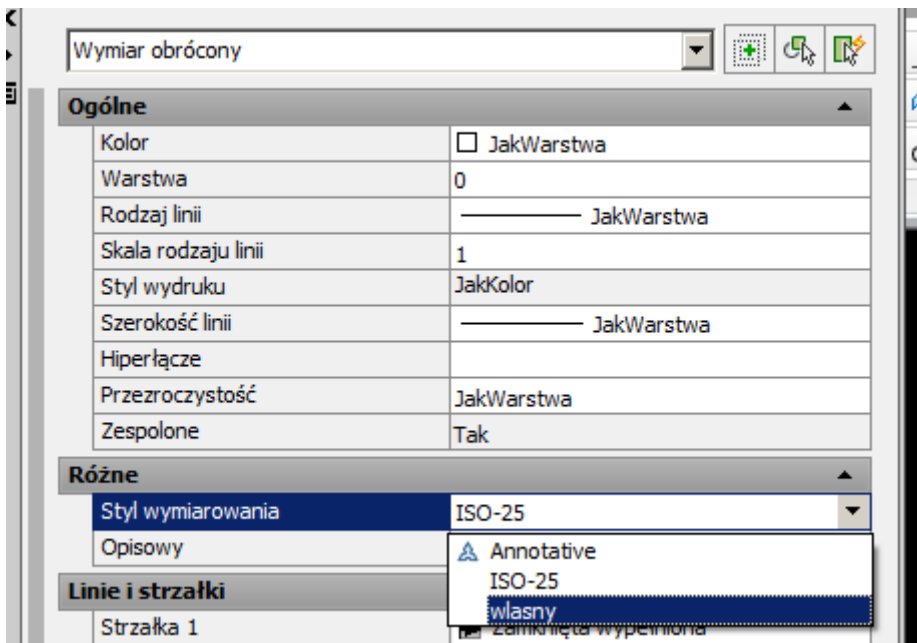 Wymiar obrócony
Ogólne
Kolor JakWarstwa
Warstwa 0
Rodzaj linii JakWarstwa
Skala rodzaju linii 1
Styl wydruku JakKolor
Szerokość linii JakWarstwa
Hiperłącze
Przezroczystość JakWarstwa
Zespolone Tak
Różne
Styl wymiarowania ISO-25
Opisowy Annotative
ISO-25
Linie i strzałki
wlasny
Strzałka 1 Zamknięta wypełniona